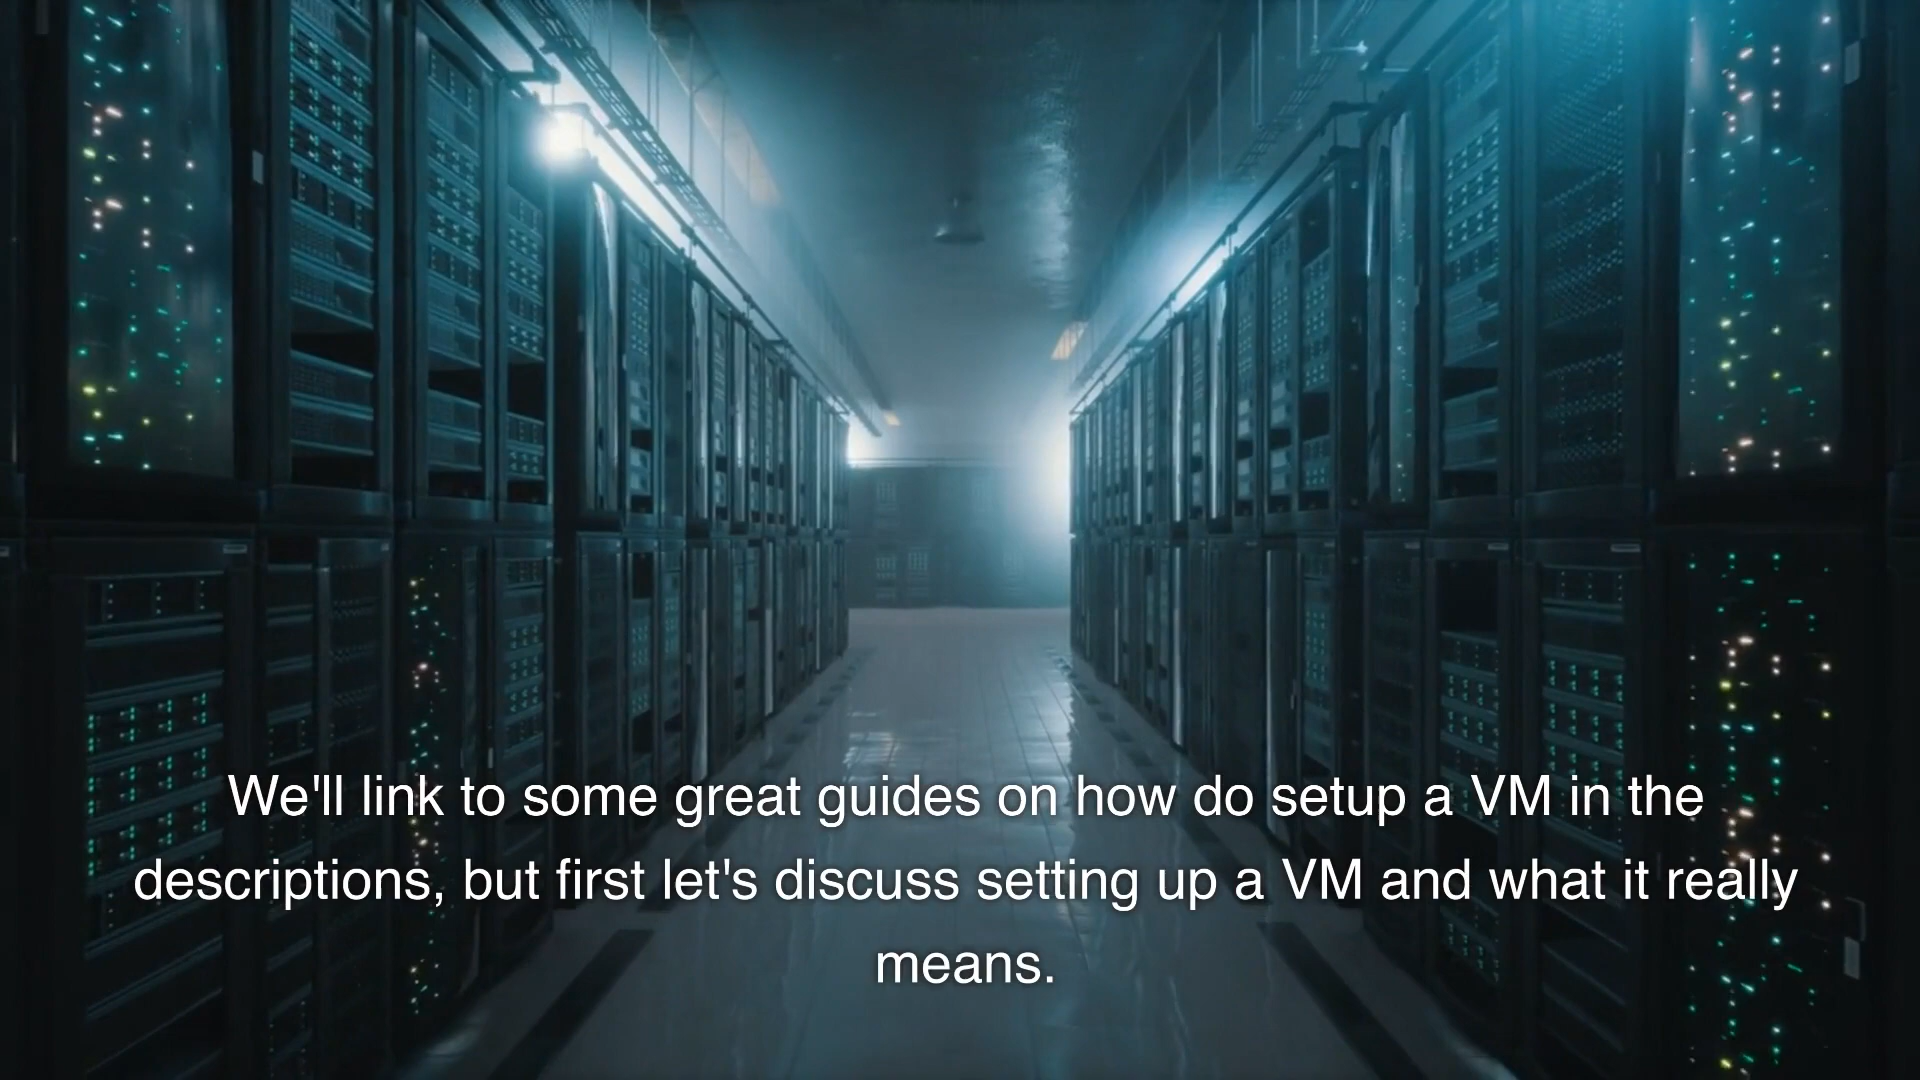 We'll link to some great guides on how do setup a VM in the
descriptions, but first let's discuss setting up a VM and what it really
means.